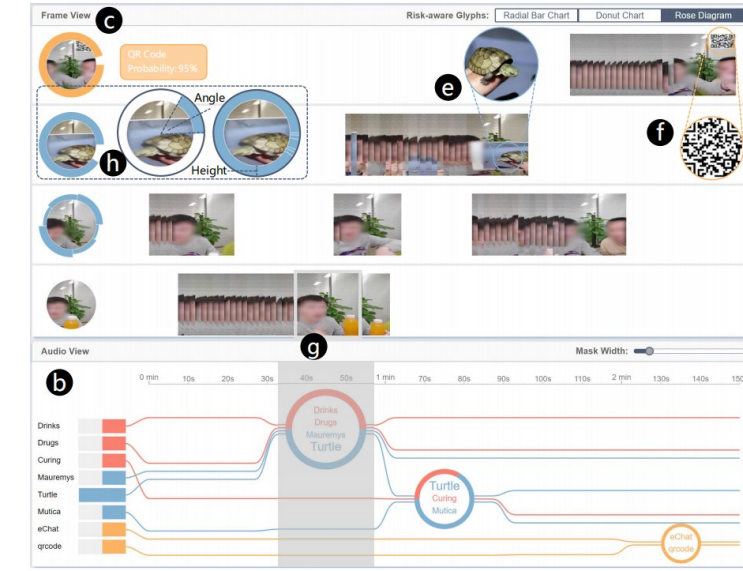 Frame View
c
Risk-aware Glyphs: Radial Bar Chart Donut Chart Rose Diagram
QR Code
Probability: 95%
e
f
Angle
h
Height
g
Audio View
Mask Width:
b
0 min 10s 20s 30s 40s 50s 1 min 70s 80s 90s 100s 110s 2 min 130s 140s 150
Drinks
Drugs
Curing
Mauremys
Turtle
Mutica
eChat
qrcode
Drinks
Drugs
Mauremys
Turtle
Turtle
Curing
Mutica
eChat
qrcode